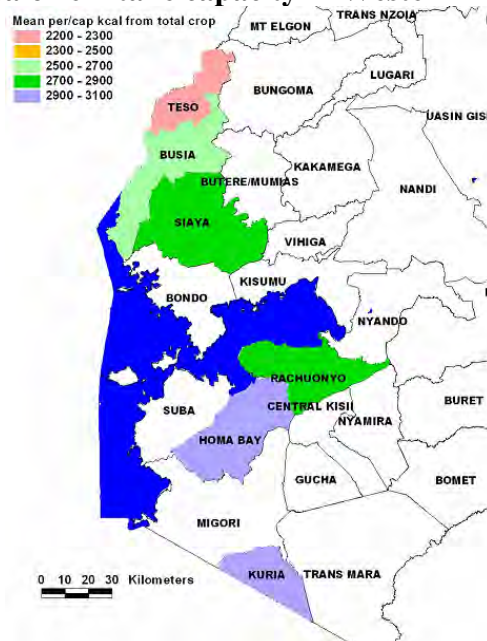 Mean per/cap kcal from total crop
2200 - 2300
2300 - 2500
2500 - 2700
2700 - 2900
2900 - 3100
TRANS NZOIA
MT ELGON
LUGARI
BUNGOMA
TESO
UASIN GIS
BUSIA
KAKAMEGA
BUTERE/MUMIAS
NANDI
SIAYA
VIHIGA
KISUMU
BONDO
NYANDO
RACHUONYO
CENTRAL KISII
BURET
SUBA
NYAMIRA
HOMA BAY
GUCHA
BOMET
MIGORI
KURIA
TRANS MARA
0 10 20 30 Kilometers